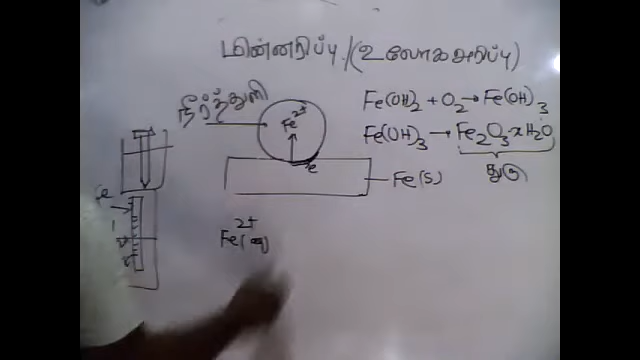 மின்னரிப்பு /(உலோக அரிப்பு)
நீர்த்துளி
Fe²⁺
e
Fe(OH)₂ + O₂ → Fe(OH)₃
Fe(OH)₃ → Fe₂O₃·xH₂O
துரு
Fe(s)
Fe
Fe²⁺(aq)